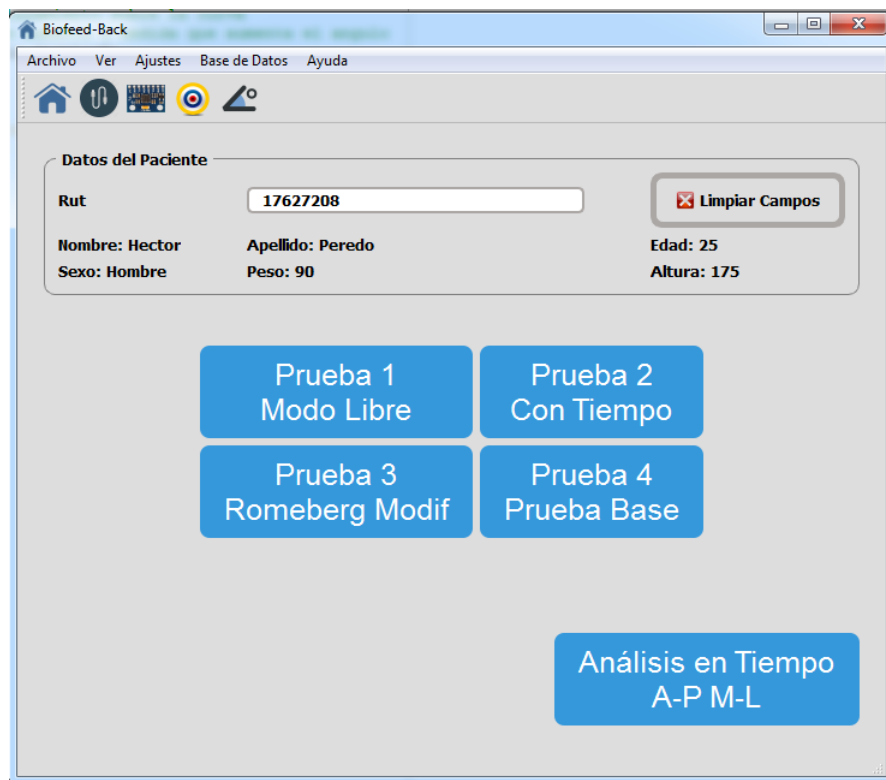 Biofeed-Back
Archivo Ver Ajustes Base de Datos Ayuda
Datos del Paciente
Rut 17627208 Limpiar Campos
Nombre: Hector Apellido: Peredo Edad: 25
Sexo: Hombre Peso: 90 Altura: 175
Prueba 1
Modo Libre
Prueba 2
Con Tiempo
Prueba 3
Romeberg Modif
Prueba 4
Prueba Base
Análisis en Tiempo
A-P M-L